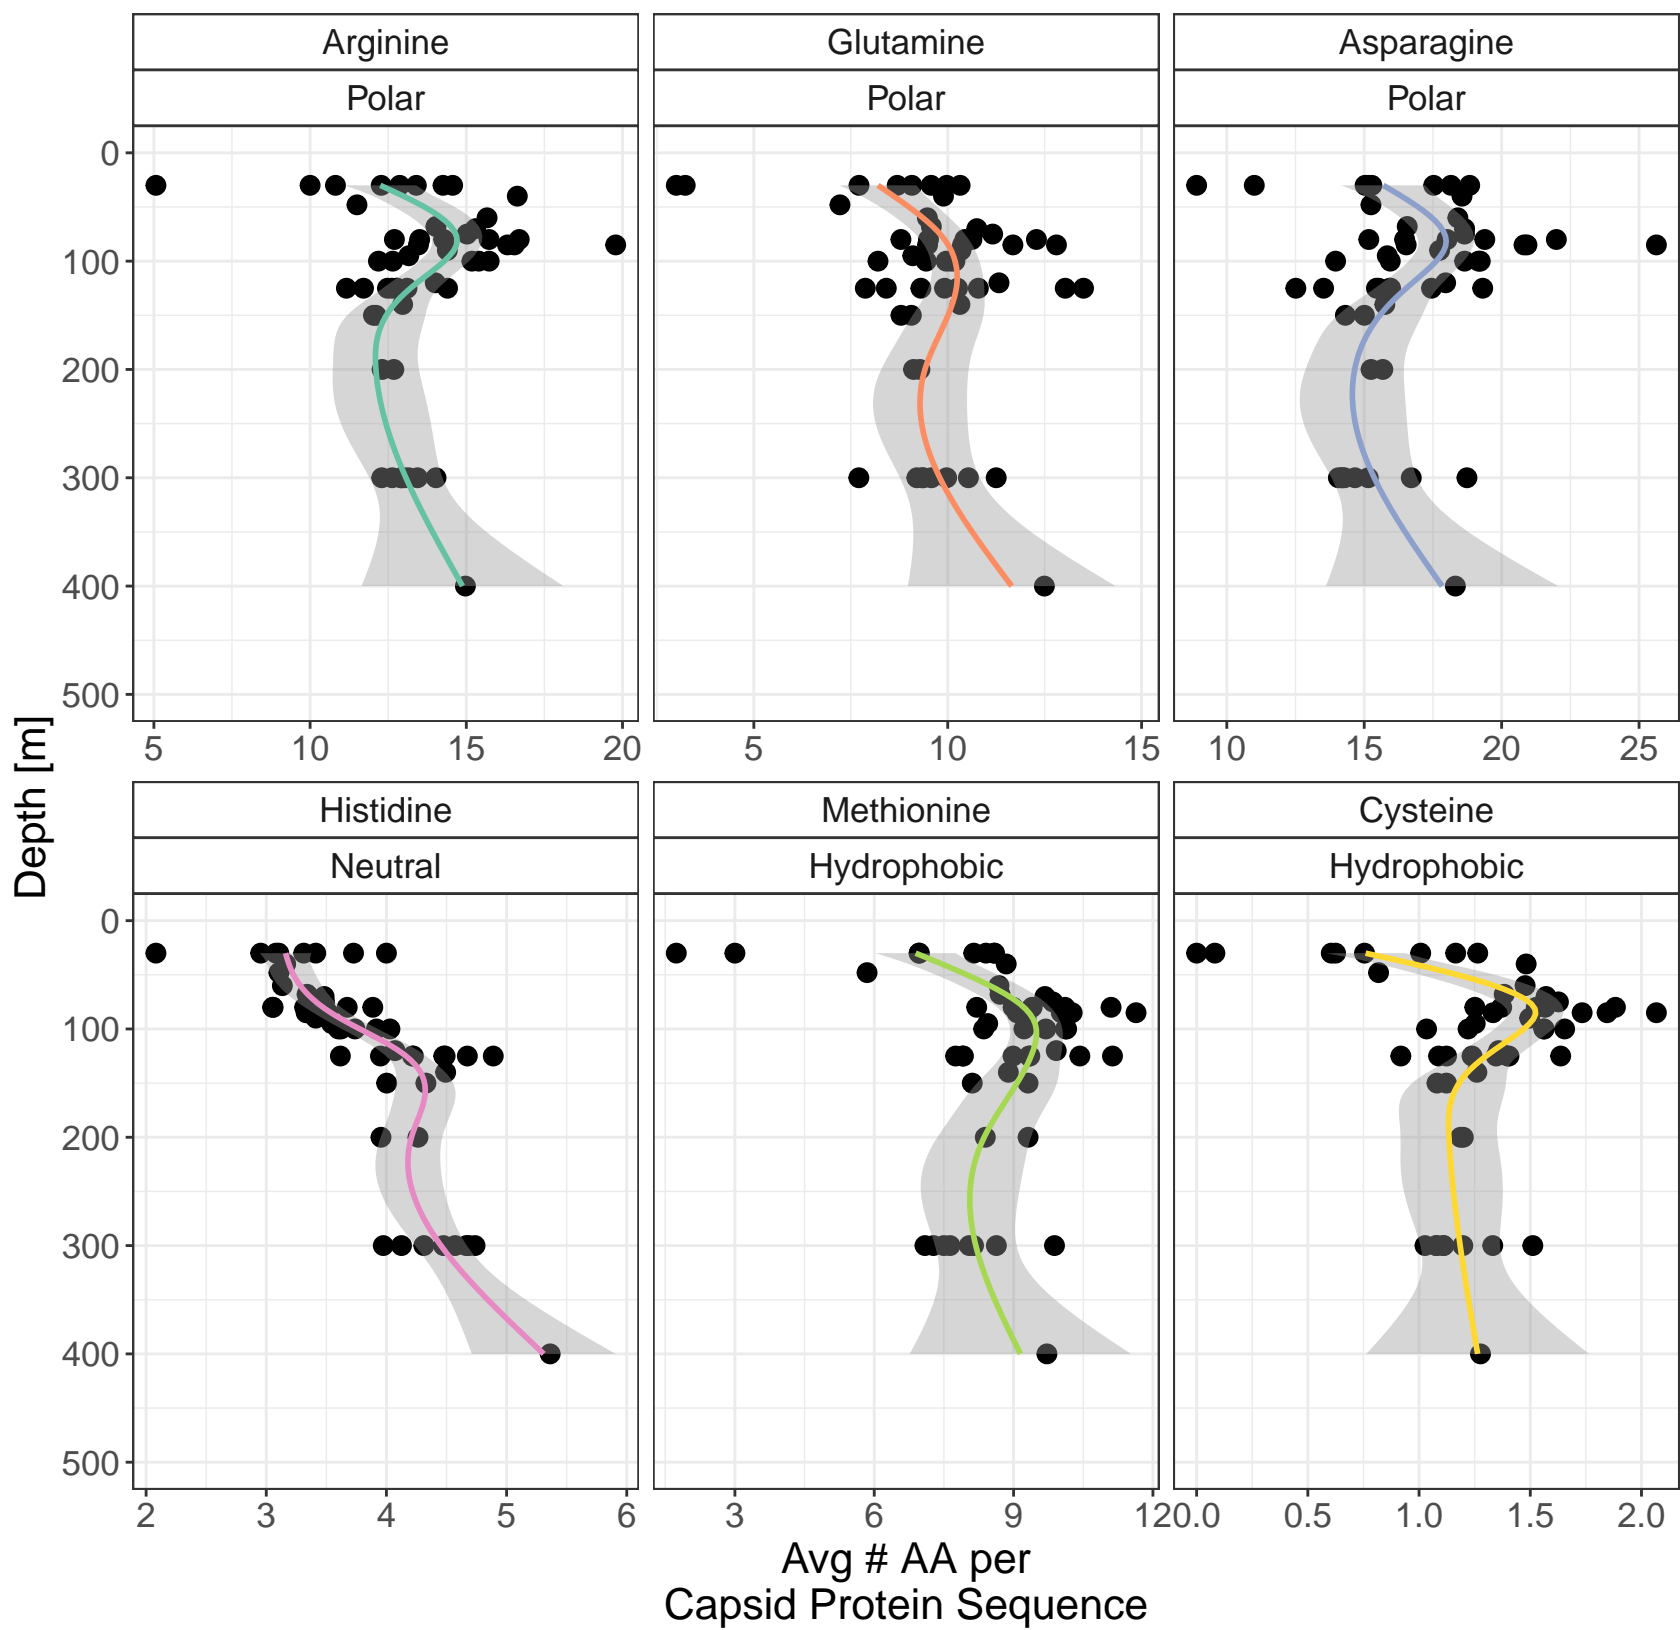 Arginine Glutamine Asparagine
Polar Polar Polar
0
100
200
300
400
500
5 10 15 20 5 10 15 10 15 20 25
Depth [m]
Histidine Methionine Cysteine
Neutral Hydrophobic Hydrophobic
0
100
200
300
400
500
2 3 4 5 6 3 6 9 12 0.0 0.5 1.0 1.5 2.0
Avg # AA per
Capsid Protein Sequence